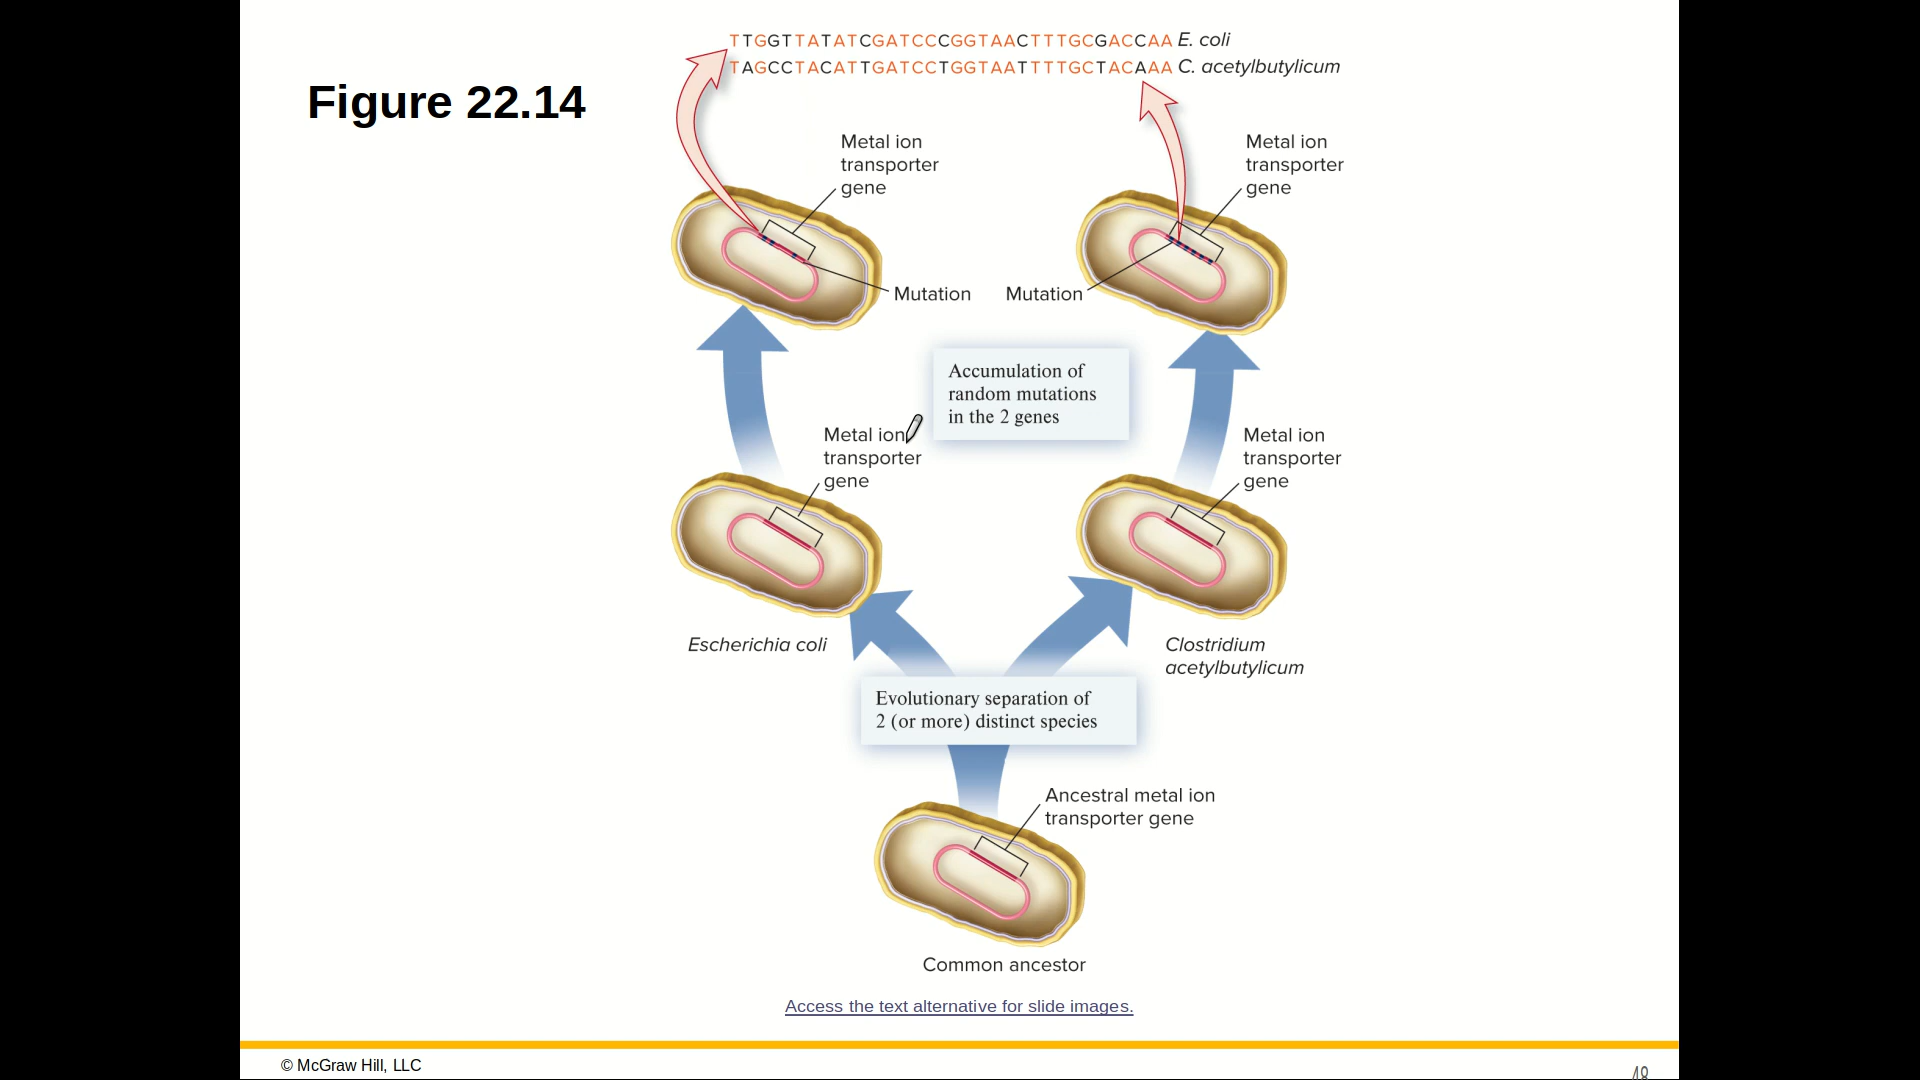 TTGGTTATATCGATCCCGGTAACTTTGCGACCAA E. coli
TAGCCTACATTGATCCTGGTAATTTTGCTACAAA C. acetylbutylicum
Figure 22.14
Metal ion
transporter
gene
Metal ion
transporter
gene
Mutation
Mutation
Accumulation of
random mutations
in the 2 genes
Metal ion
transporter
gene
Metal ion
transporter
gene
Escherichia coli
Clostridium
acetylbutylicum
Evolutionary separation of
2 (or more) distinct species
Ancestral metal ion
transporter gene
Common ancestor
Access the text alternative for slide images.
© McGraw Hill, LLC
48